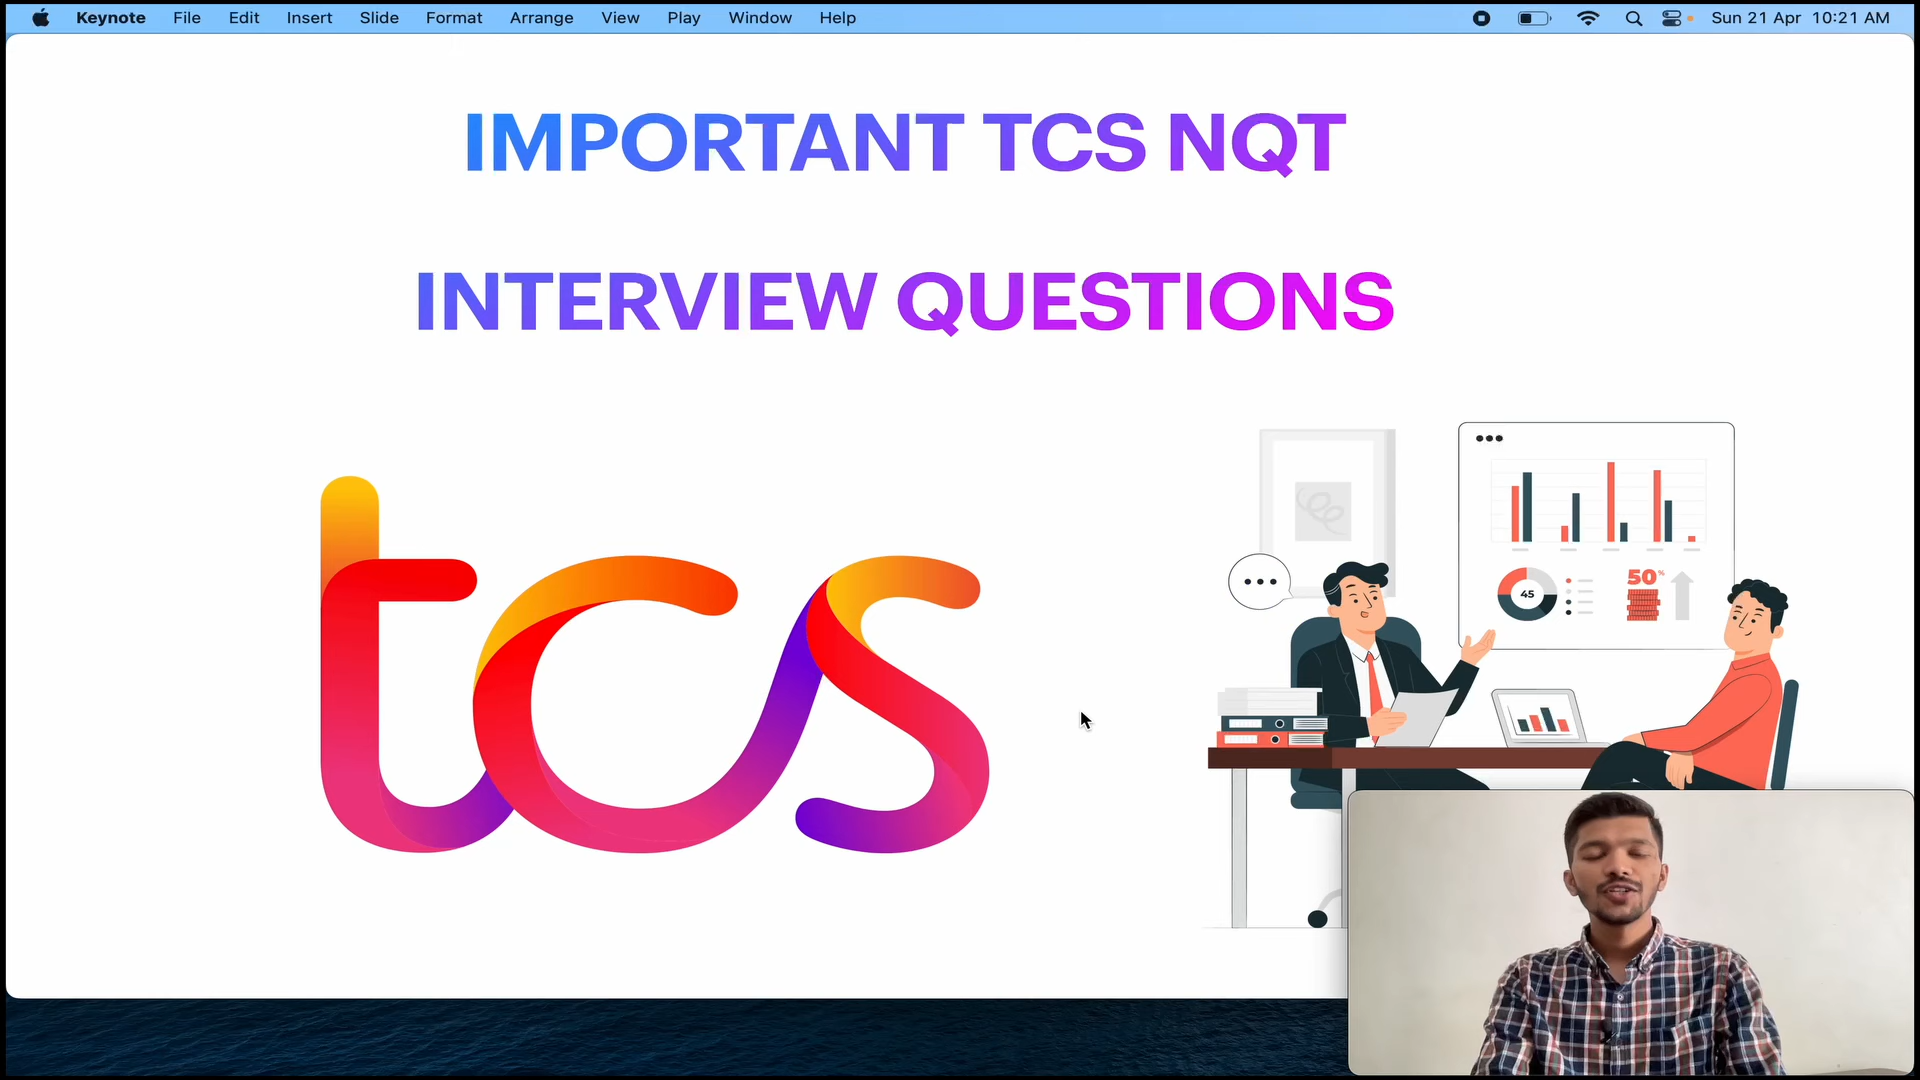 Keynote File Edit Insert Slide Format Arrange View Play Window Help Sun 21 Apr 10:21 AM
IMPORTANT TCS NQT
INTERVIEW QUESTIONS
tcs
50%
45